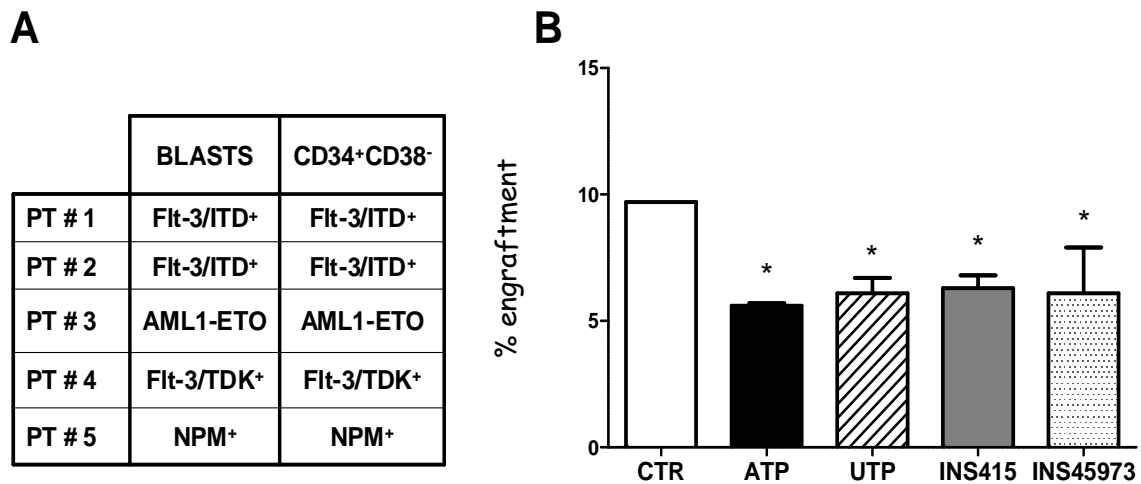 A
BLASTS CD34⁺CD38⁻
PT # 1 Flt-3/ITD⁺ Flt-3/ITD⁺
PT # 2 Flt-3/ITD⁺ Flt-3/ITD⁺
PT # 3 AML1-ETO AML1-ETO
PT # 4 Flt-3/TDK⁺ Flt-3/TDK⁺
PT # 5 NPM⁺ NPM⁺
B
% engraftment
15
10
5
0
* * * *
CTR ATP UTP INS415 INS45973